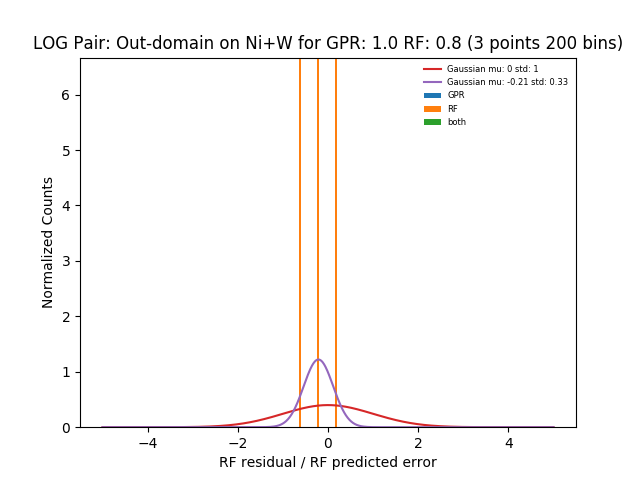 LOG Pair: Out-domain on Ni+W for GPR: 1.0 RF: 0.8 (3 points 200 bins)
Gaussian mu: 0 std: 1
Gaussian mu: -0.21 std: 0.33
GPR
RF
both
Normalized Counts
6
5
4
3
2
1
0
−4 −2 0 2 4
RF residual / RF predicted error